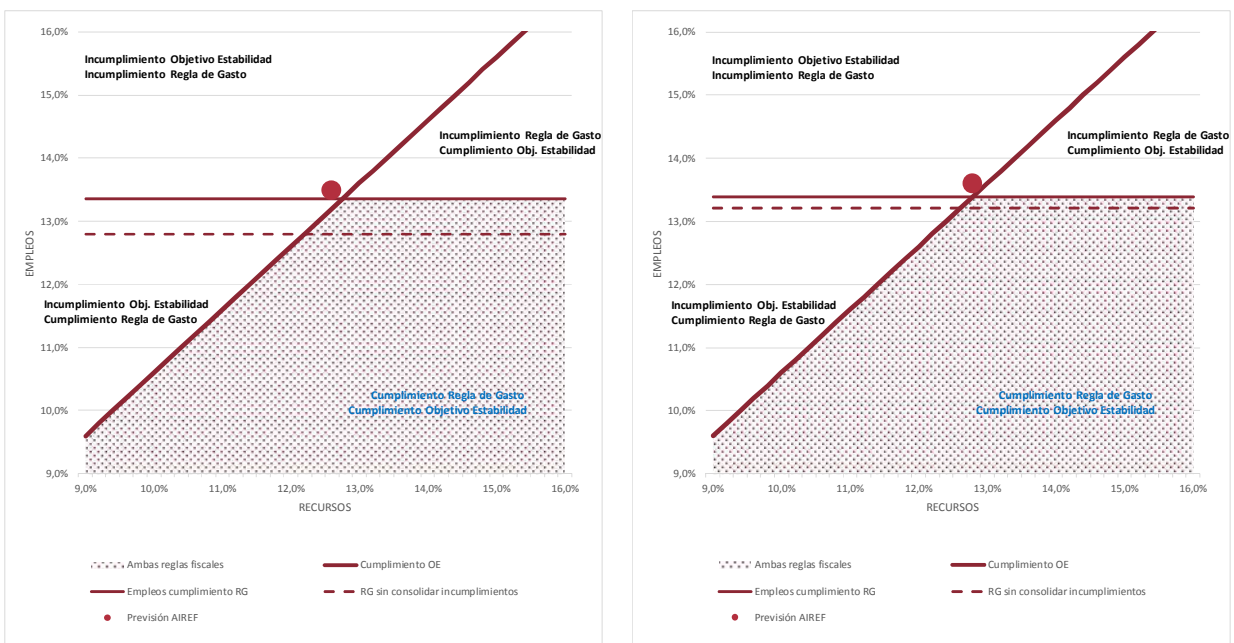 16,0%
15,0%
14,0%
13,0%
12,0%
11,0%
10,0%
9,0%
EMPLEOS
Incumplimiento Objetivo Estabilidad
Incumplimiento Regla de Gasto
Incumplimiento Regla de Gasto
Cumplimiento Obj. Estabilidad
Incumplimiento Obj. Estabilidad
Cumplimiento Regla de Gasto
Cumplimiento Regla de Gasto
Cumplimiento Objetivo Estabilidad
9,0% 10,0% 11,0% 12,0% 13,0% 14,0% 15,0% 16,0%
RECURSOS
Ambas reglas fiscales
Cumplimiento OE
Empleos cumplimiento RG
RG sin consolidar incumplimientos
Previsión AIREF
16,0%
15,0%
14,0%
13,0%
12,0%
11,0%
10,0%
9,0%
EMPLEOS
Incumplimiento Objetivo Estabilidad
Incumplimiento Regla de Gasto
Incumplimiento Regla de Gasto
Cumplimiento Obj. Estabilidad
Incumplimiento Obj. Estabilidad
Cumplimiento Regla de Gasto
Cumplimiento Regla de Gasto
Cumplimiento Objetivo Estabilidad
9,0% 10,0% 11,0% 12,0% 13,0% 14,0% 15,0% 16,0%
RECURSOS
Ambas reglas fiscales
Cumplimiento OE
Empleos cumplimiento RG
RG sin consolidar incumplimientos
Previsión AIREF